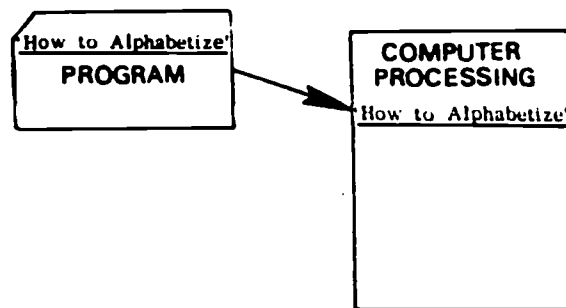 How to Alphabetize'
PROGRAM
COMPUTER
PROCESSING
How to Alphabetize'